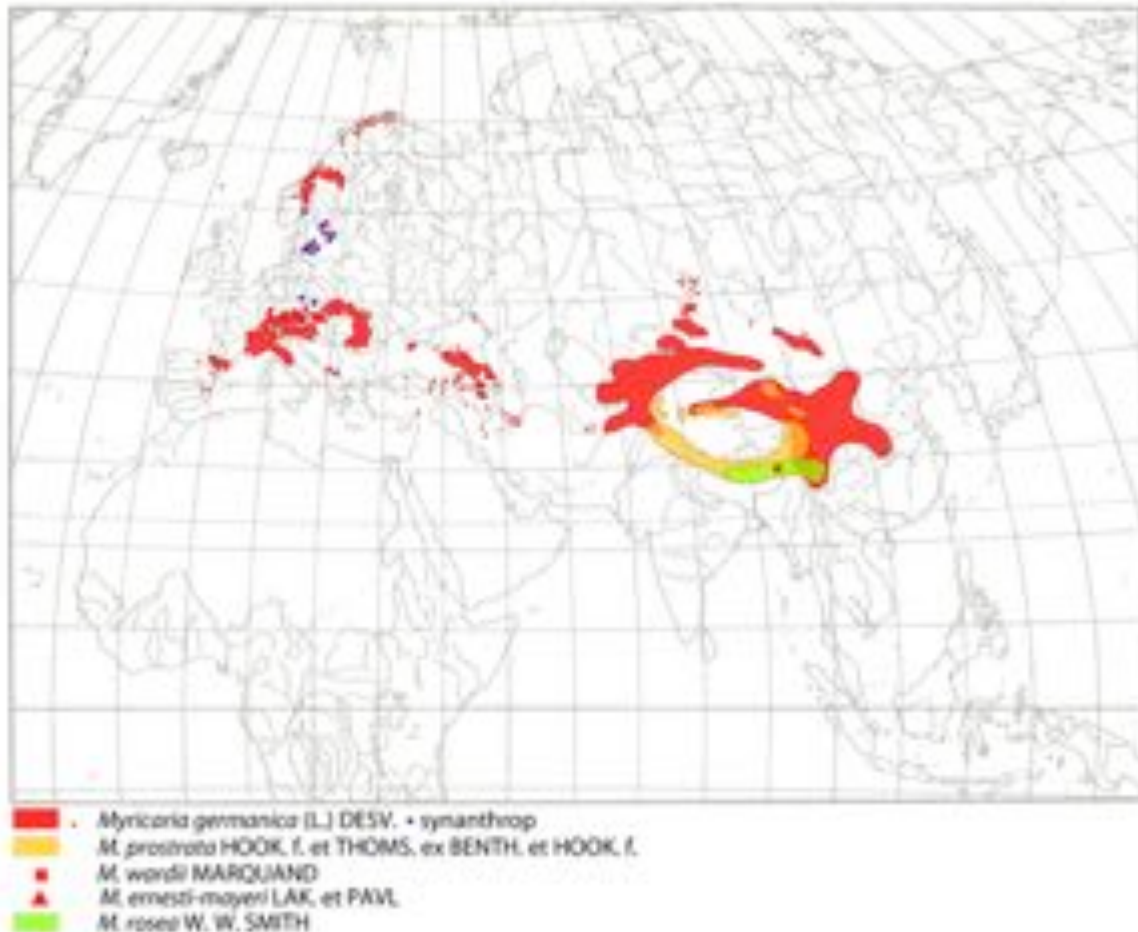 Myricaria germanica (L.) DESV. • synanthrop
M. prostrata HOOK. f. et THOMS. ex BENTH. et HOOK. f.
M. wardii MARQUAND
M. ernesti-mayeri LAK. et PAVL.
M. rosea W. W. SMITH